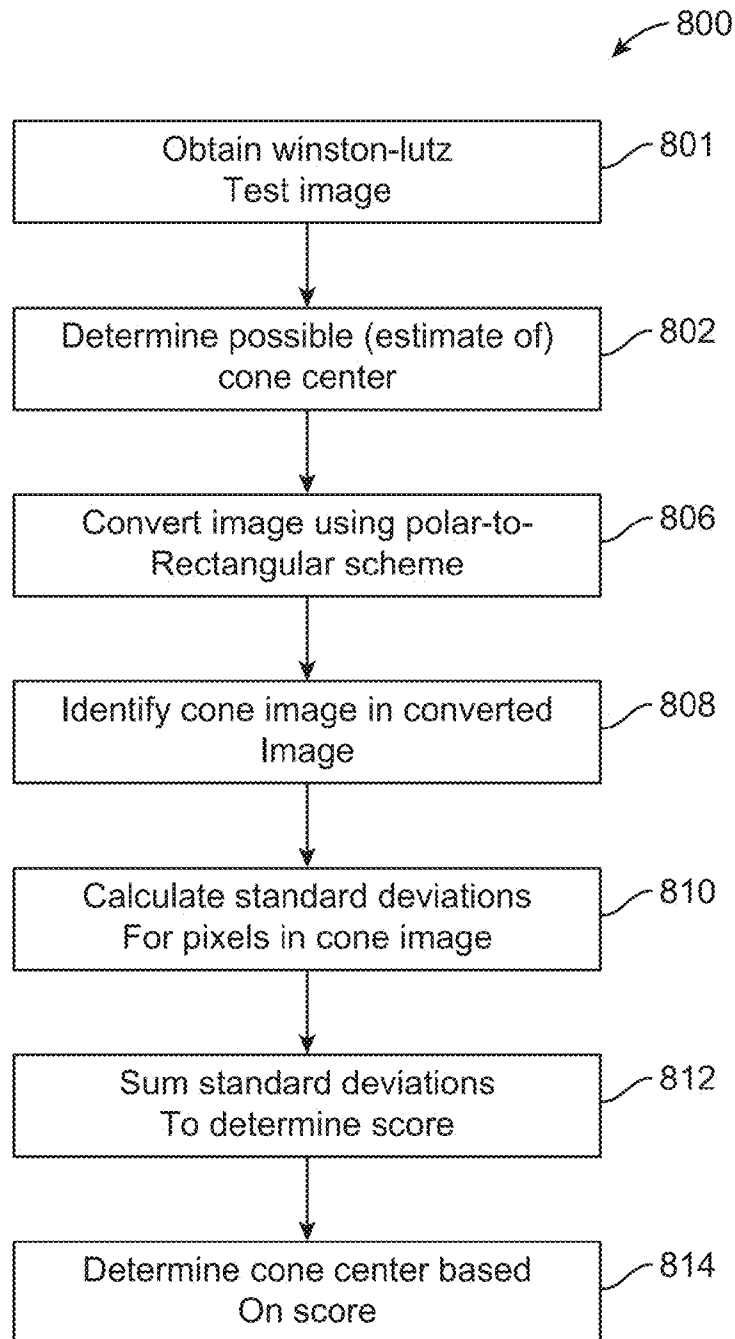 800
Obtain winston-lutz
Test image
801
Determine possible (estimate of)
cone center
802
Convert image using polar-to-
Rectangular scheme
806
Identify cone image in converted
Image
808
Calculate standard deviations
For pixels in cone image
810
Sum standard deviations
To determine score
812
Determine cone center based
On score
814